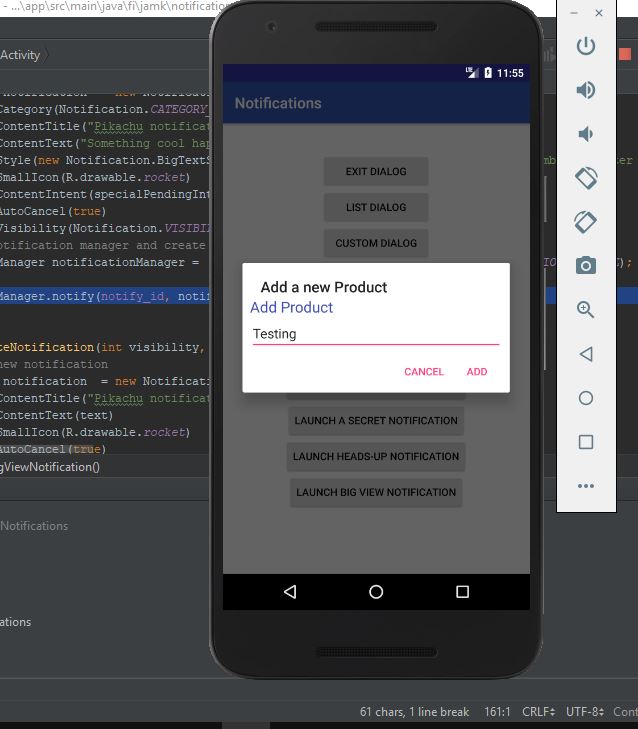 - ...\app\src\main\java\fi\jamk\notification
Activity
Category(Notification.CATEGORY_
ContentTitle("Pikachu notificat
ContentText("Something cool hap
Style(new Notification.BigTextS
SmallIcon(R.drawable.rocket)
ContentIntent(specialPendingInt
AutoCancel(true)
Visibility(Notification.VISIBIL
otification manager and create
Manager notificationManager =
Manager.notify(notify_id, notif
teNotification(int visibility,
new notification
notification = new Notificati
ContentTitle("Pikachu notificat
ContentText(text)
SmallIcon(R.drawable.rocket)
AutoCancel(true)
gViewNotification()
Notifications
ations
LTE 11:55
Notifications
EXIT DIALOG
LIST DIALOG
CUSTOM DIALOG
Add a new Product
Add Product
Testing
CANCEL ADD
LAUNCH A SECRET NOTIFICATION
LAUNCH HEADS-UP NOTIFICATION
LAUNCH BIG VIEW NOTIFICATION
61 chars, 1 line break 161:1 CRLF UTF-8 Cont